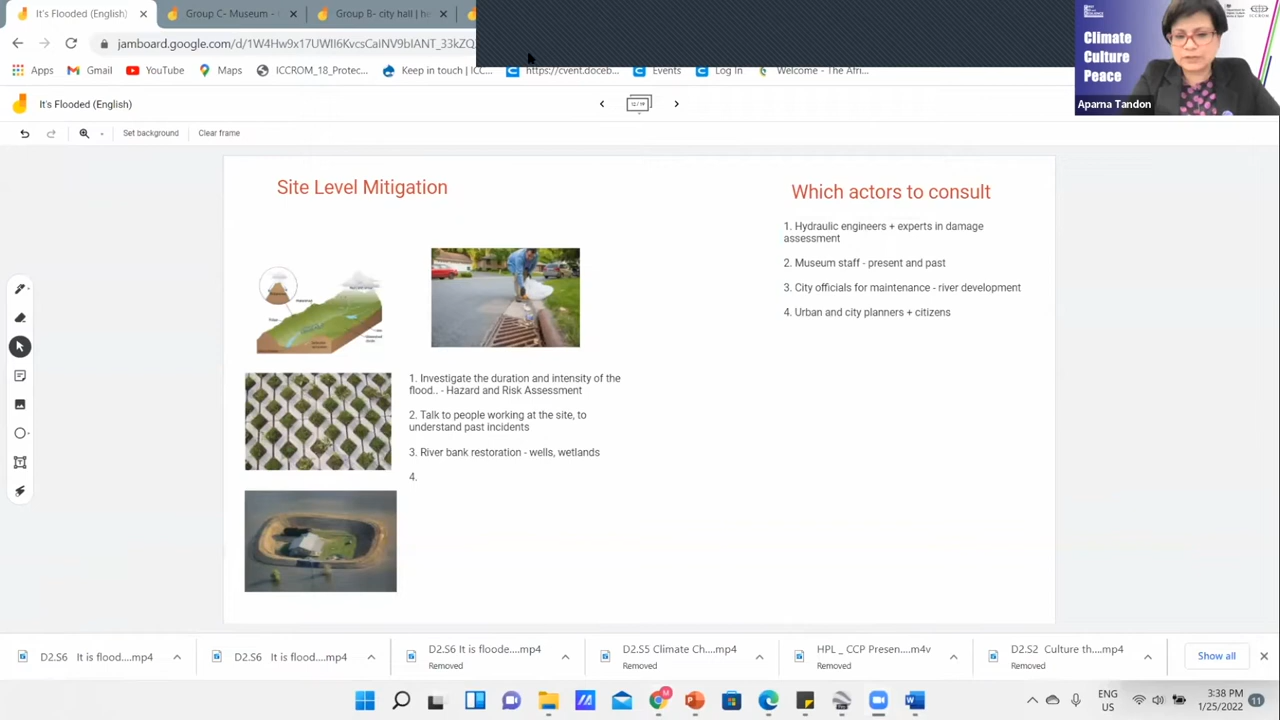 It's Flooded (English)
Group C- Museum -
Group B- city hall | he
jamboard.google.com/d/1W4Hw9x17UWIl6KvcsCaINV9bIANT_33kZQ
Apps
Gmail
YouTube
Maps
ICCROM_18_Protec...
Keep in touch | ICC...
https://cvent.doceb...
Events
Log In
Welcome - The Afri...
Climate
Culture
Peace
ICCROM
Aparna Tandon
It's Flooded (English)
12 / 19
Set background
Clear frame
Site Level Mitigation
Which actors to consult
1. Hydraulic engineers + experts in damage
assessment
2. Museum staff - present and past
3. City officials for maintenance - river development
4. Urban and city planners + citizens
1. Investigate the duration and intensity of the
flood.. - Hazard and Risk Assessment
2. Talk to people working at the site, to
understand past incidents
3. River bank restoration - wells, wetlands
4.
D2.S6 It is flood....mp4
D2.S6 It is flood....mp4
D2.S6 It is floode....mp4
Removed
D2.S5 Climate Ch....mp4
Removed
HPL _ CCP Presen....m4v
Removed
D2.S2 Culture th....mp4
Removed
Show all
M
ENG
US
3:38 PM
1/25/2022
11